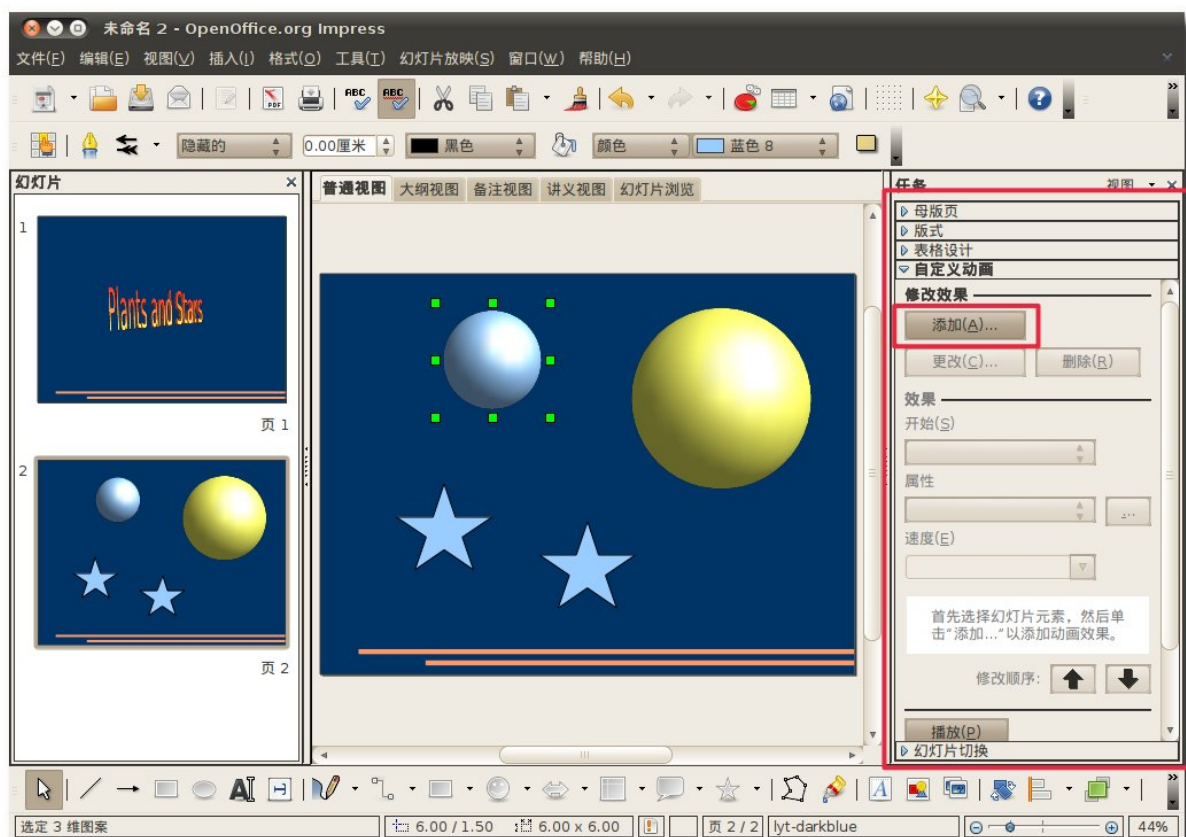 未命名 2 - OpenOffice.org Impress
文件(F) 编辑(E) 视图(V) 插入(I) 格式(O) 工具(T) 幻灯片放映(S) 窗口(W) 帮助(H)
PDF ABC ABC
隐藏的 0.00厘米 黑色 颜色 蓝色 8
幻灯片
普通视图 大纲视图 备注视图 讲义视图 幻灯片浏览
任务 视图
1
Plants and Stars
页 1
2
页 2
母版页
版式
表格设计
自定义动画
修改效果
添加(A)...
更改(C)... 删除(R)
效果
开始(S)
属性
...
速度(E)
首先选择幻灯片元素，然后单
击“添加...”以添加动画效果。
修改顺序:
播放(P)
幻灯片切换
选定 3 维图案 6.00 / 1.50 6.00 x 6.00 页 2 / 2 lyt-darkblue 44%